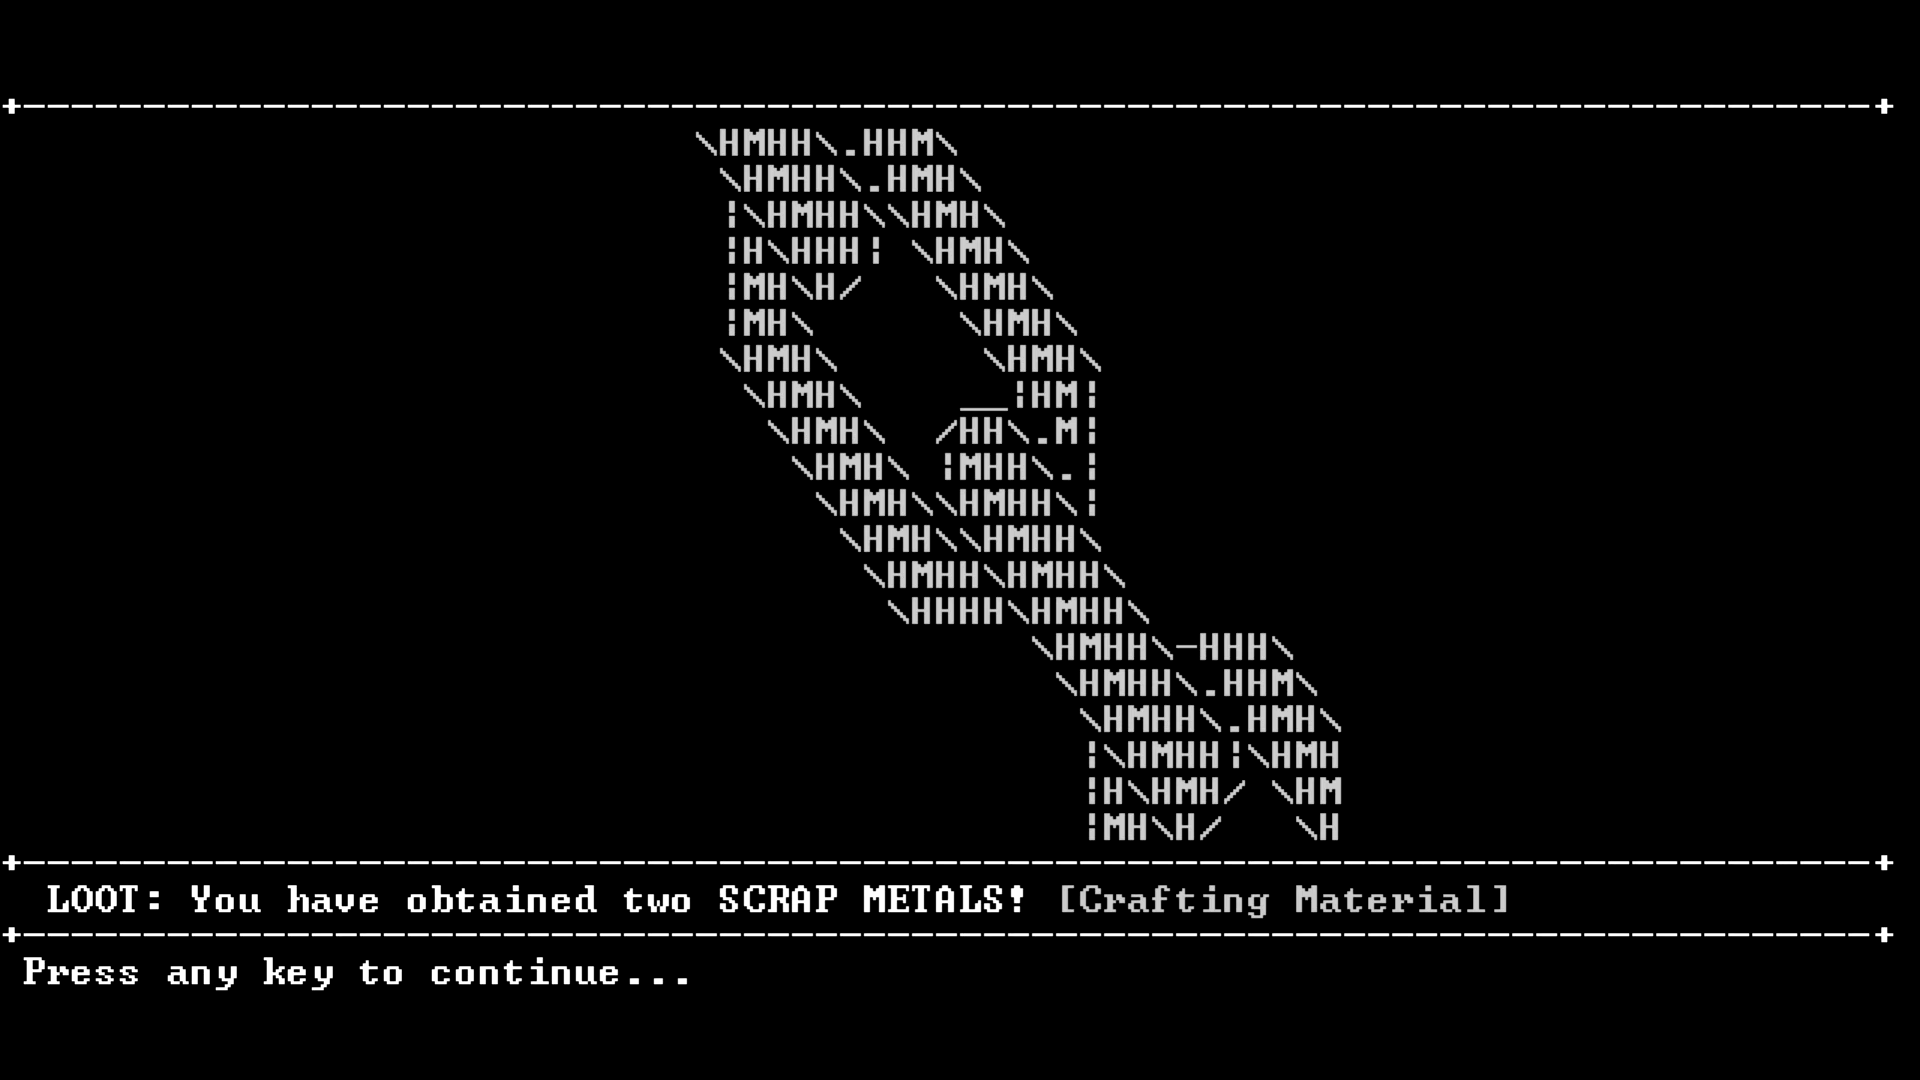 LOOT: You have obtained two SCRAP METALS! [Crafting Material]
Press any key to continue...